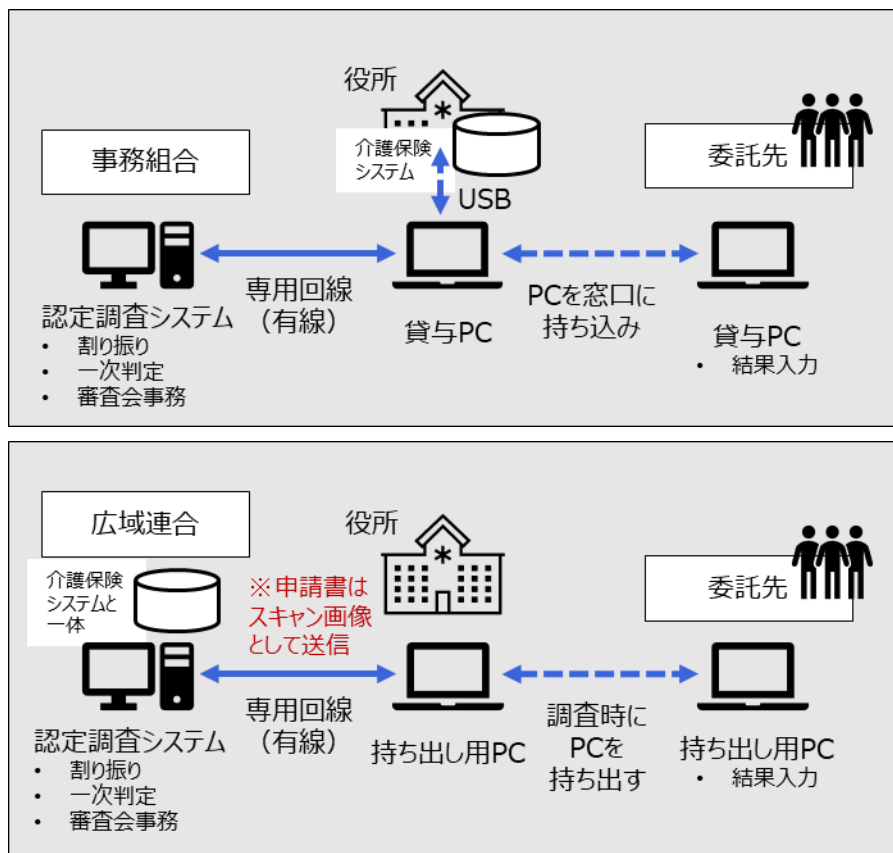 役所
事務組合
介護保険
システム
委託先
USB
専用回線
(有線)
PCを窓口に
持ち込み
認定調査システム
• 割り振り
• 一次判定
• 審査会事務
貸与PC
貸与PC
• 結果入力
広域連合
役所
介護保険
システムと
一体
※申請書は
スキャン画像
として送信
委託先
専用回線
(有線)
調査時に
PCを
持ち出す
認定調査システム
• 割り振り
• 一次判定
• 審査会事務
持ち出し用PC
持ち出し用PC
• 結果入力